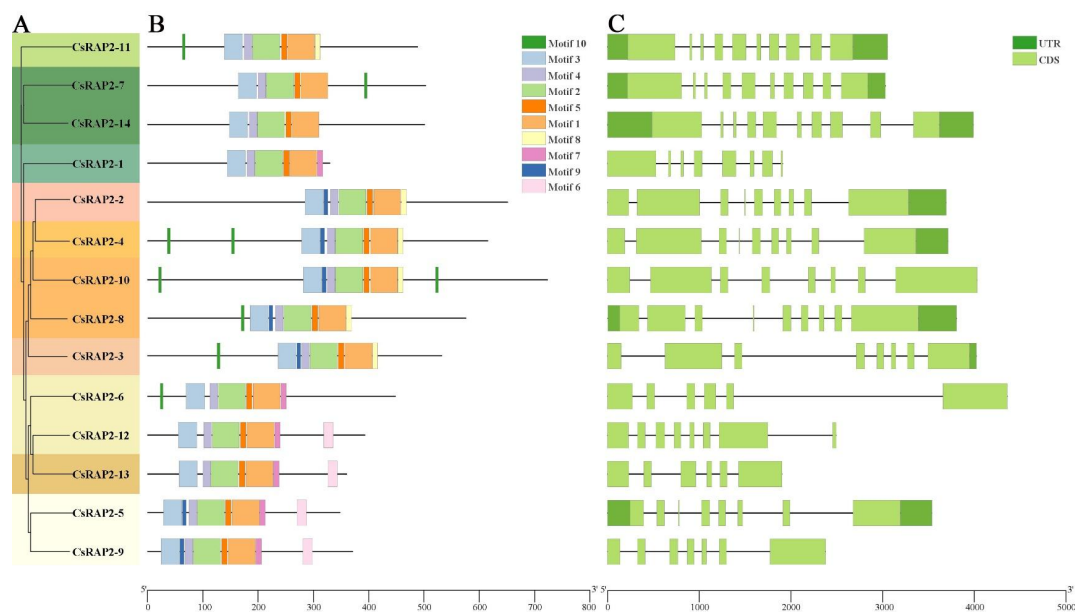 A B C
CsRAP2-11
CsRAP2-7
CsRAP2-14
CsRAP2-1
CsRAP2-2
CsRAP2-4
CsRAP2-10
CsRAP2-8
CsRAP2-3
CsRAP2-6
CsRAP2-12
CsRAP2-13
CsRAP2-5
CsRAP2-9
Motif 10
Motif 3
Motif 4
Motif 2
Motif 5
Motif 1
Motif 8
Motif 7
Motif 9
Motif 6
UTR
CDS
5' 3'
0 100 200 300 400 500 600 700 800
5' 3'
0 1000 2000 3000 4000 5000